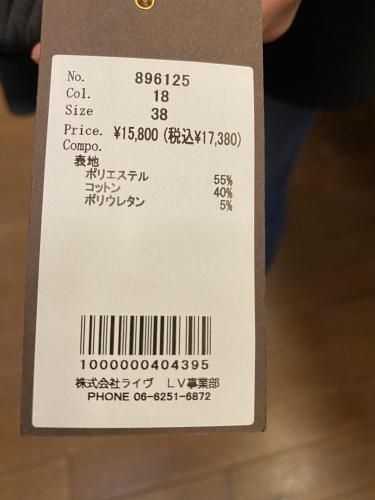 No. 896125
Col. 18
Size 38
Price. ¥15,800 (税込¥17,380)
Compo.
表地
ポリエステル 55%
コットン 40%
ポリウレタン 5%
1000000404395
株式会社ライヴ LV事業部
PHONE 06-6251-6872